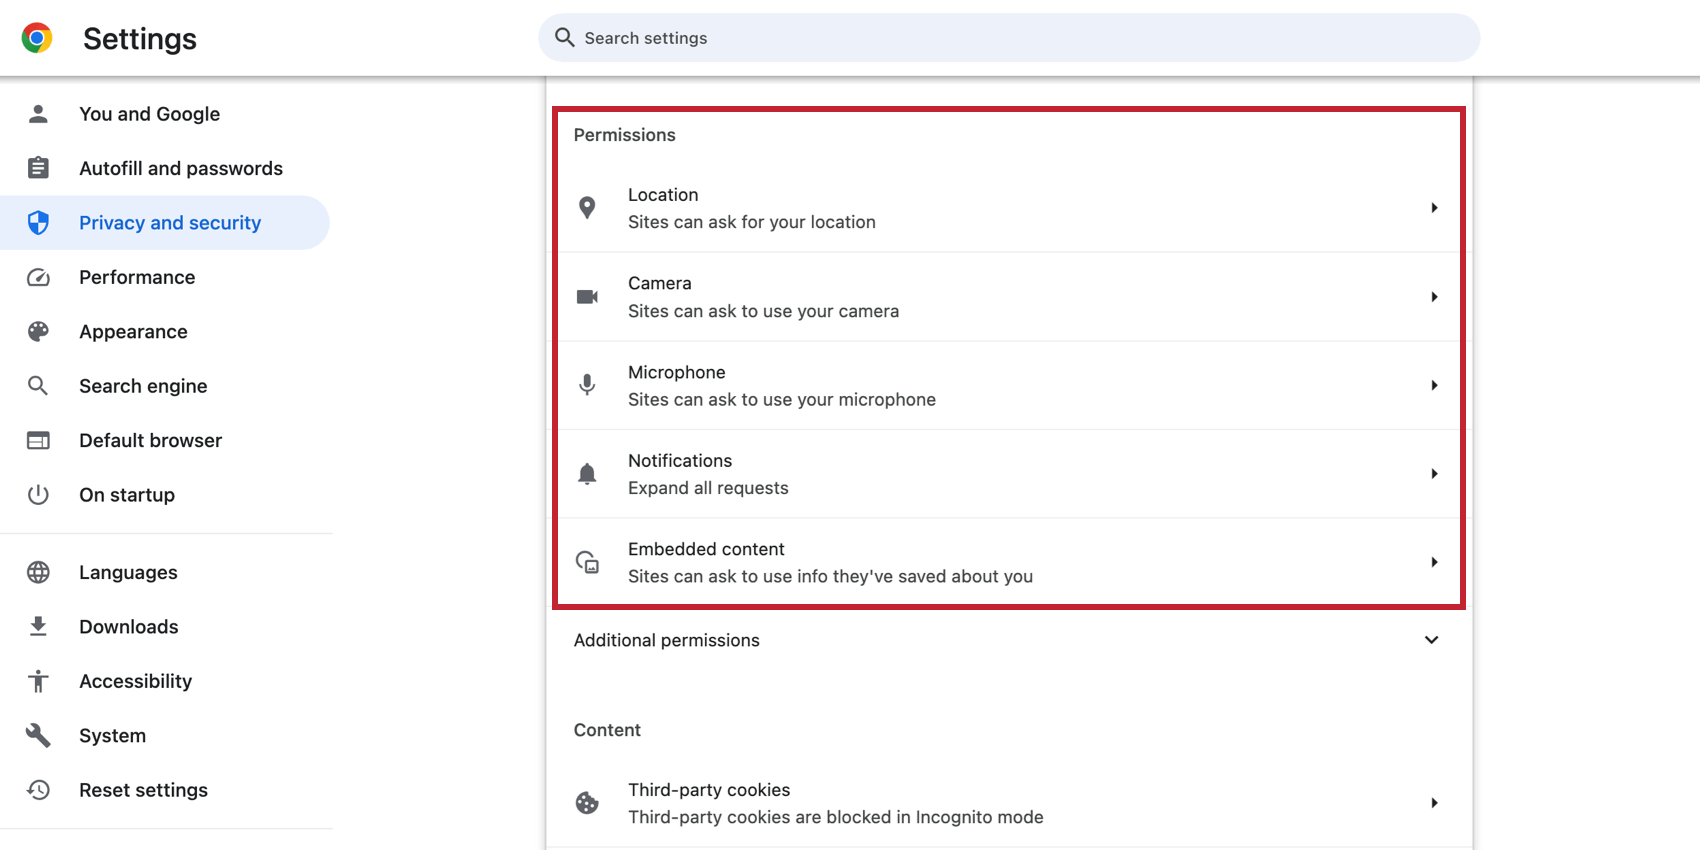 Settings
Search settings
You and Google
Autofill and passwords
Privacy and security
Performance
Appearance
Search engine
Default browser
On startup
Languages
Downloads
Accessibility
System
Reset settings
Permissions
Location
Sites can ask for your location
Camera
Sites can ask to use your camera
Microphone
Sites can ask to use your microphone
Notifications
Expand all requests
Embedded content
Sites can ask to use info they've saved about you
Additional permissions
Content
Third-party cookies
Third-party cookies are blocked in Incognito mode